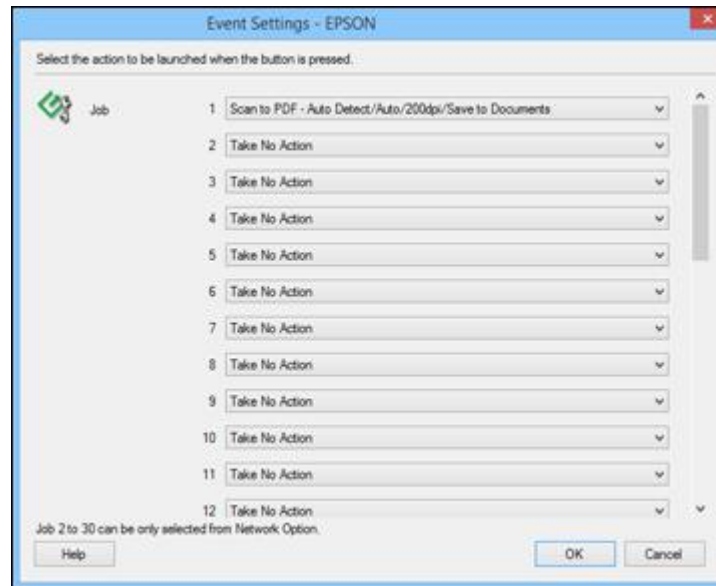 Event Settings - EPSON
Select the action to be launched when the button is pressed.
Job 1 Scan to PDF - Auto Detect/Auto/200dpi/Save to Documents
2 Take No Action
3 Take No Action
4 Take No Action
5 Take No Action
6 Take No Action
7 Take No Action
8 Take No Action
9 Take No Action
10 Take No Action
11 Take No Action
12 Take No Action
Job 2 to 30 can be only selected from Network Option.
Help OK Cancel